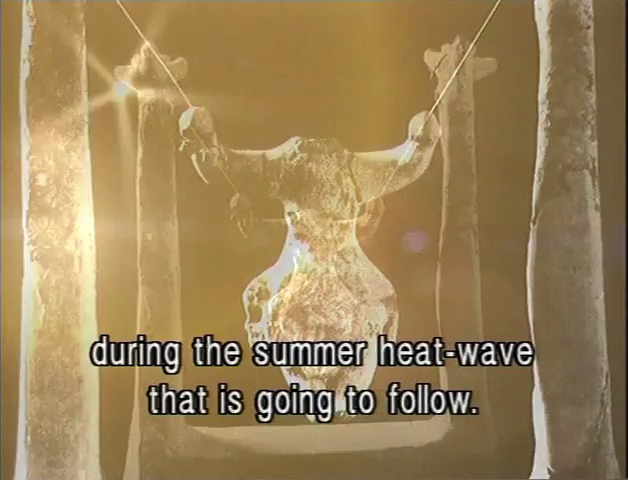 during the summer heat-wave
that is going to follow.